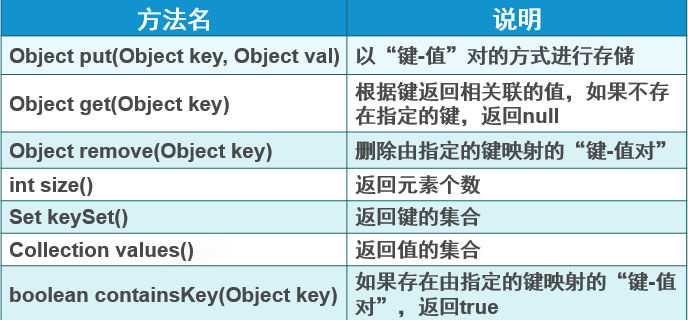 方法名 说明
Object put(Object key, Object val) 以“键-值”对的方式进行存储
Object get(Object key) 根据键返回相关联的值，如果不存
在指定的键，返回null
Object remove(Object key) 删除由指定的键映射的“键-值对”
int size() 返回元素个数
Set keySet() 返回键的集合
Collection values() 返回值的集合
boolean containsKey(Object key) 如果存在由指定的键映射的“键-值
对”，返回true